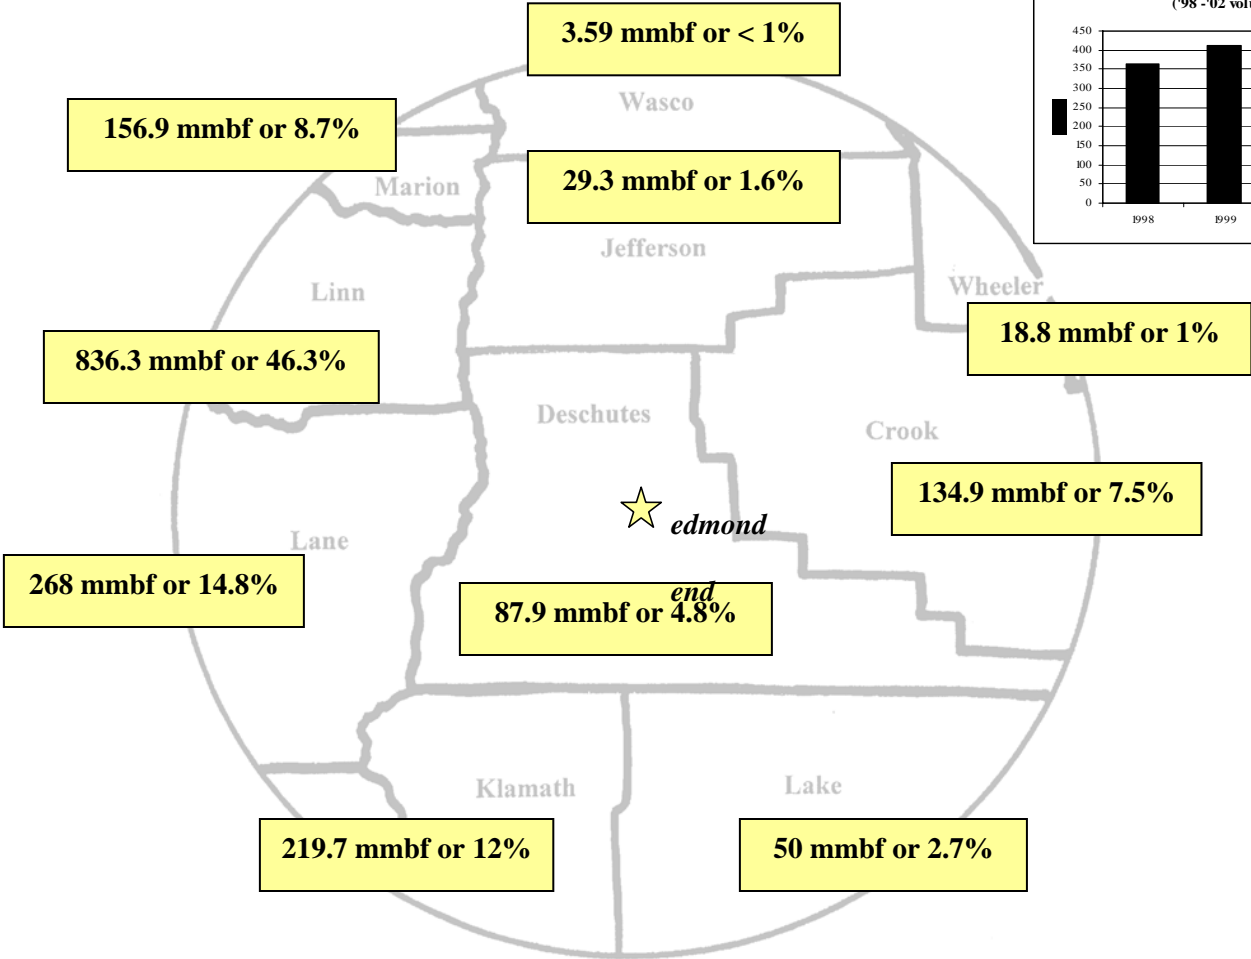 ('98 -'02 volu
3.59 mmbf or < 1%
450
400
350
300
250
200
150
100
50
0
1998
1999
Wasco
156.9 mmbf or 8.7%
29.3 mmbf or 1.6%
Marion
Jefferson
Linn
Wheeler
18.8 mmbf or 1%
836.3 mmbf or 46.3%
Deschutes
Crook
134.9 mmbf or 7.5%
edmond
Lane
268 mmbf or 14.8%
end
87.9 mmbf or 4.8%
Klamath
Lake
219.7 mmbf or 12%
50 mmbf or 2.7%